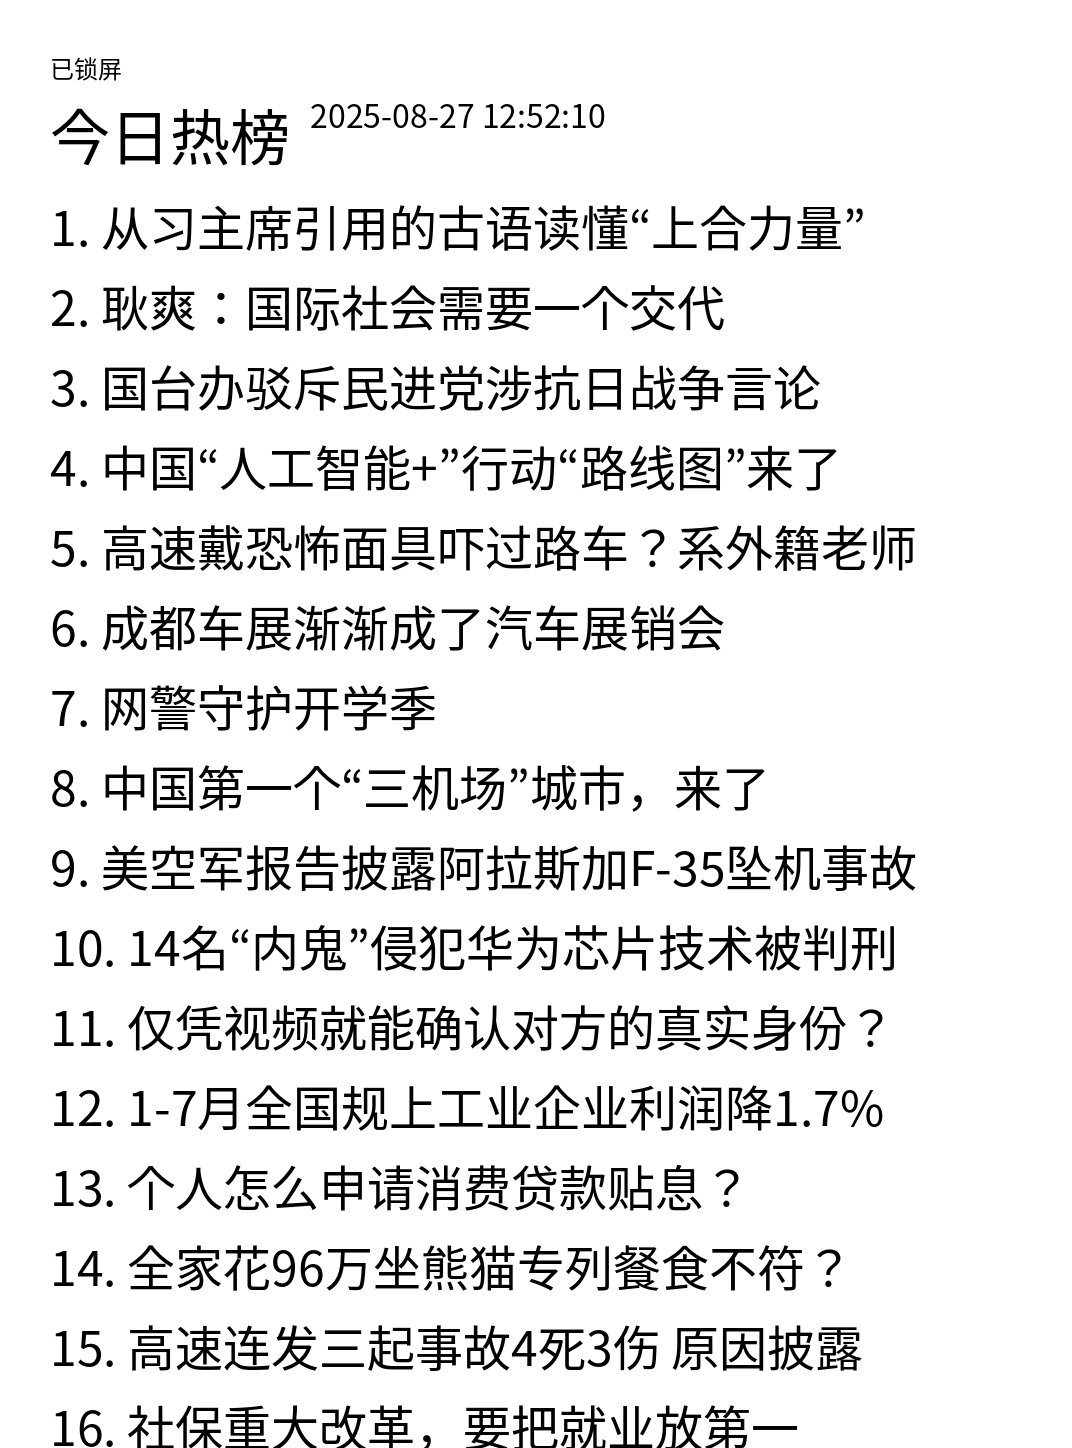 已锁屏
今日热榜 2025-08-27 12:52:10
1. 从习主席引用的古语读懂“上合力量”
2. 耿爽：国际社会需要一个交代
3. 国台办驳斥民进党涉抗日战争言论
4. 中国“人工智能+”行动“路线图”来了
5. 高速戴恐怖面具吓过路车？系外籍老师
6. 成都车展渐渐成了汽车展销会
7. 网警守护开学季
8. 中国第一个“三机场”城市，来了
9. 美空军报告披露阿拉斯加F-35坠机事故
10. 14名“内鬼”侵犯华为芯片技术被判刑
11. 仅凭视频就能确认对方的真实身份？
12. 1-7月全国规上工业企业利润降1.7%
13. 个人怎么申请消费贷款贴息？
14. 全家花96万坐熊猫专列餐食不符？
15. 高速连发三起事故4死3伤 原因披露
16. 社保重大改革，要把就业放第一